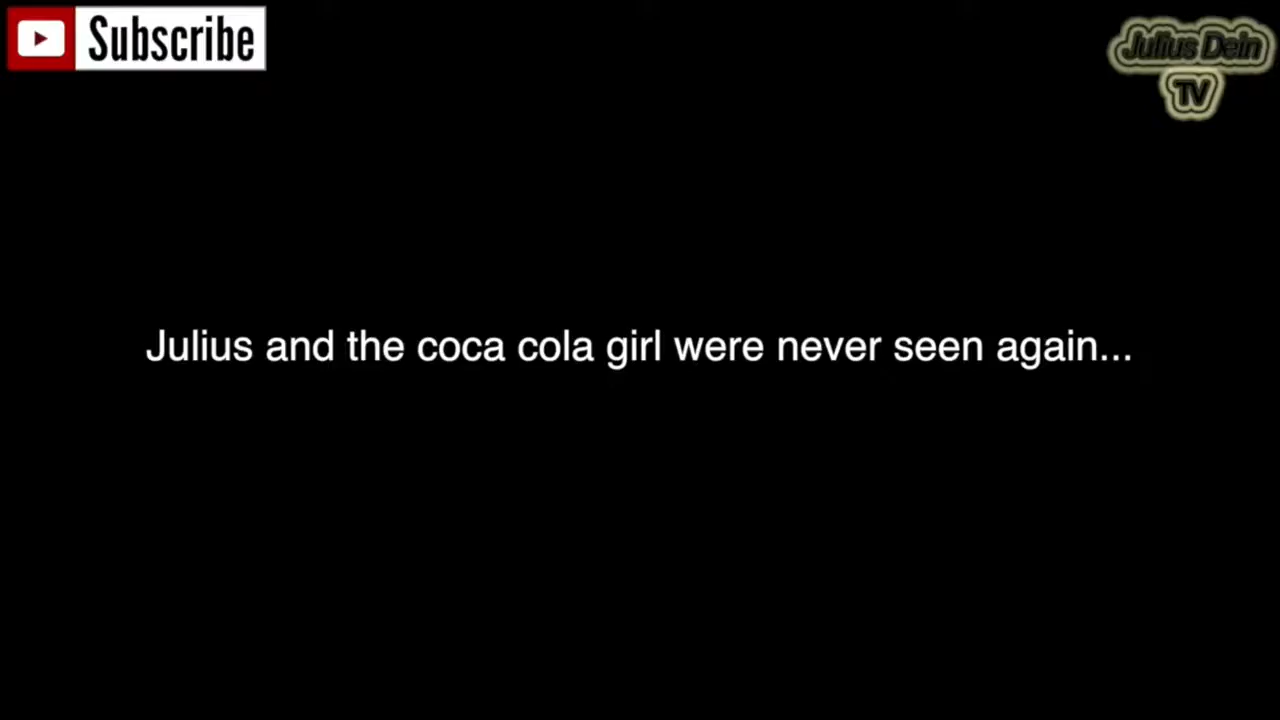 Subscribe
Julius Dein
TV
Julius and the coca cola girl were never seen again...